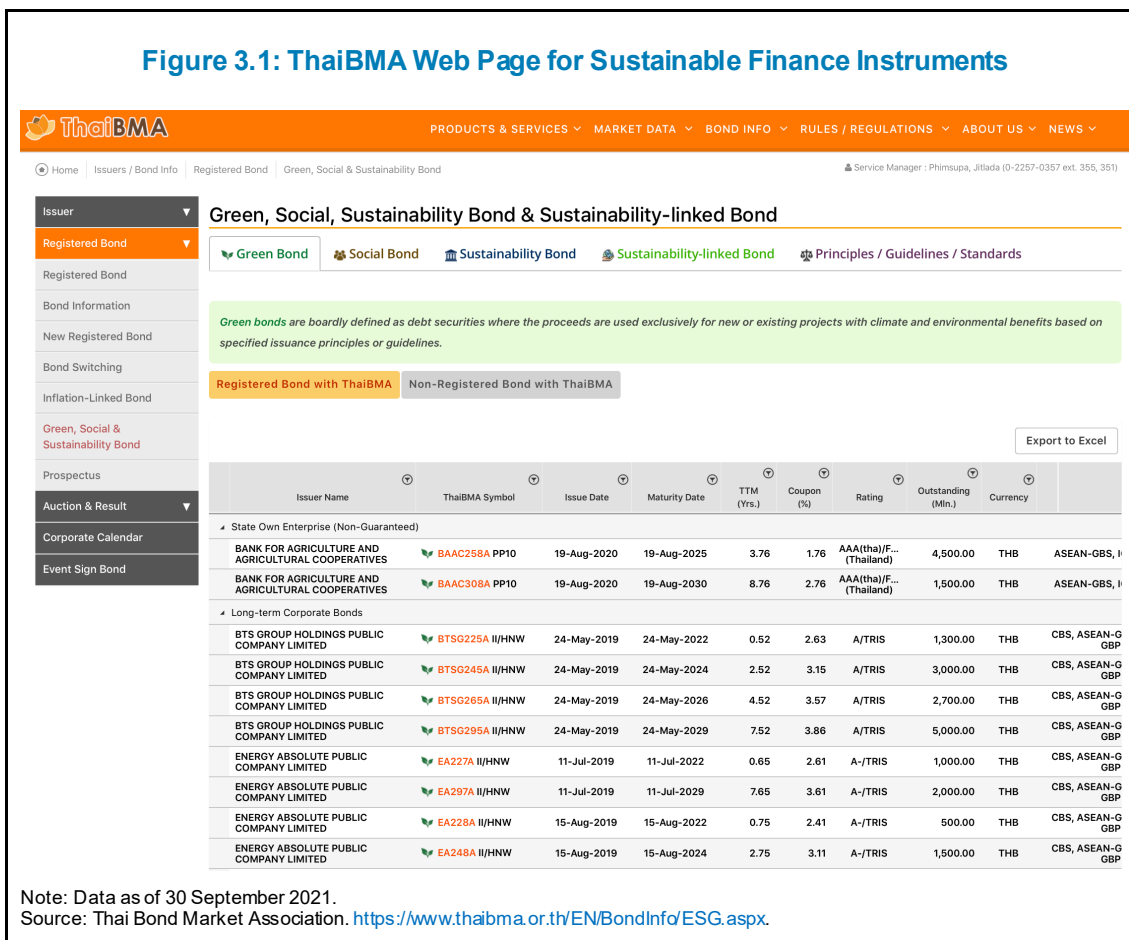 Figure 3.1: ThaiBMA Web Page for Sustainable Finance Instruments
ThaiBMA
PRODUCTS & SERVICES MARKET DATA BOND INFO RULES / REGULATIONS ABOUT US NEWS
Home Issuers / Bond Info Registered Bond Green, Social & Sustainability Bond
Service Manager : Phimsupa, Jitlada (0-2257-0357 ext. 355, 351)
Issuer
Registered Bond
Registered Bond
Bond Information
New Registered Bond
Bond Switching
Inflation-Linked Bond
Green, Social &
Sustainability Bond
Prospectus
Auction & Result
Corporate Calendar
Event Sign Bond
Green, Social, Sustainability Bond & Sustainability-linked Bond
Green Bond Social Bond Sustainability Bond Sustainability-linked Bond Principles / Guidelines / Standards
Green bonds are boardly defined as debt securities where the proceeds are used exclusively for new or existing projects with climate and environmental benefits based on
specified issuance principles or guidelines.
Registered Bond with ThaiBMA Non-Registered Bond with ThaiBMA
Export to Excel
Issuer Name ThaiBMA Symbol Issue Date Maturity Date TTM (Yrs.) Coupon (%) Rating Outstanding (Mln.) Currency
State Own Enterprise (Non-Guaranteed)
BANK FOR AGRICULTURE AND AGRICULTURAL COOPERATIVES BAAC258A PP10 19-Aug-2020 19-Aug-2025 3.76 1.76 AAA(tha)/F... (Thailand) 4,500.00 THB ASEAN-GBS, I
BANK FOR AGRICULTURE AND AGRICULTURAL COOPERATIVES BAAC308A PP10 19-Aug-2020 19-Aug-2030 8.76 2.76 AAA(tha)/F... (Thailand) 1,500.00 THB ASEAN-GBS, I
Long-term Corporate Bonds
BTS GROUP HOLDINGS PUBLIC COMPANY LIMITED BTSG225A II/HNW 24-May-2019 24-May-2022 0.52 2.63 A/TRIS 1,300.00 THB CBS, ASEAN-G GBP
BTS GROUP HOLDINGS PUBLIC COMPANY LIMITED BTSG245A II/HNW 24-May-2019 24-May-2024 2.52 3.15 A/TRIS 3,000.00 THB CBS, ASEAN-G GBP
BTS GROUP HOLDINGS PUBLIC COMPANY LIMITED BTSG265A II/HNW 24-May-2019 24-May-2026 4.52 3.57 A/TRIS 2,700.00 THB CBS, ASEAN-G GBP
BTS GROUP HOLDINGS PUBLIC COMPANY LIMITED BTSG295A II/HNW 24-May-2019 24-May-2029 7.52 3.86 A/TRIS 5,000.00 THB CBS, ASEAN-G GBP
ENERGY ABSOLUTE PUBLIC COMPANY LIMITED EA227A II/HNW 11-Jul-2019 11-Jul-2022 0.65 2.61 A-/TRIS 1,000.00 THB CBS, ASEAN-G GBP
ENERGY ABSOLUTE PUBLIC COMPANY LIMITED EA297A II/HNW 11-Jul-2019 11-Jul-2029 7.65 3.61 A-/TRIS 2,000.00 THB CBS, ASEAN-G GBP
ENERGY ABSOLUTE PUBLIC COMPANY LIMITED EA228A II/HNW 15-Aug-2019 15-Aug-2022 0.75 2.41 A-/TRIS 500.00 THB CBS, ASEAN-G GBP
ENERGY ABSOLUTE PUBLIC COMPANY LIMITED EA248A II/HNW 15-Aug-2019 15-Aug-2024 2.75 3.11 A-/TRIS 1,500.00 THB CBS, ASEAN-G GBP
Note: Data as of 30 September 2021.
Source: Thai Bond Market Association. https://www.thaibma.or.th/EN/BondInfo/ESG.aspx.